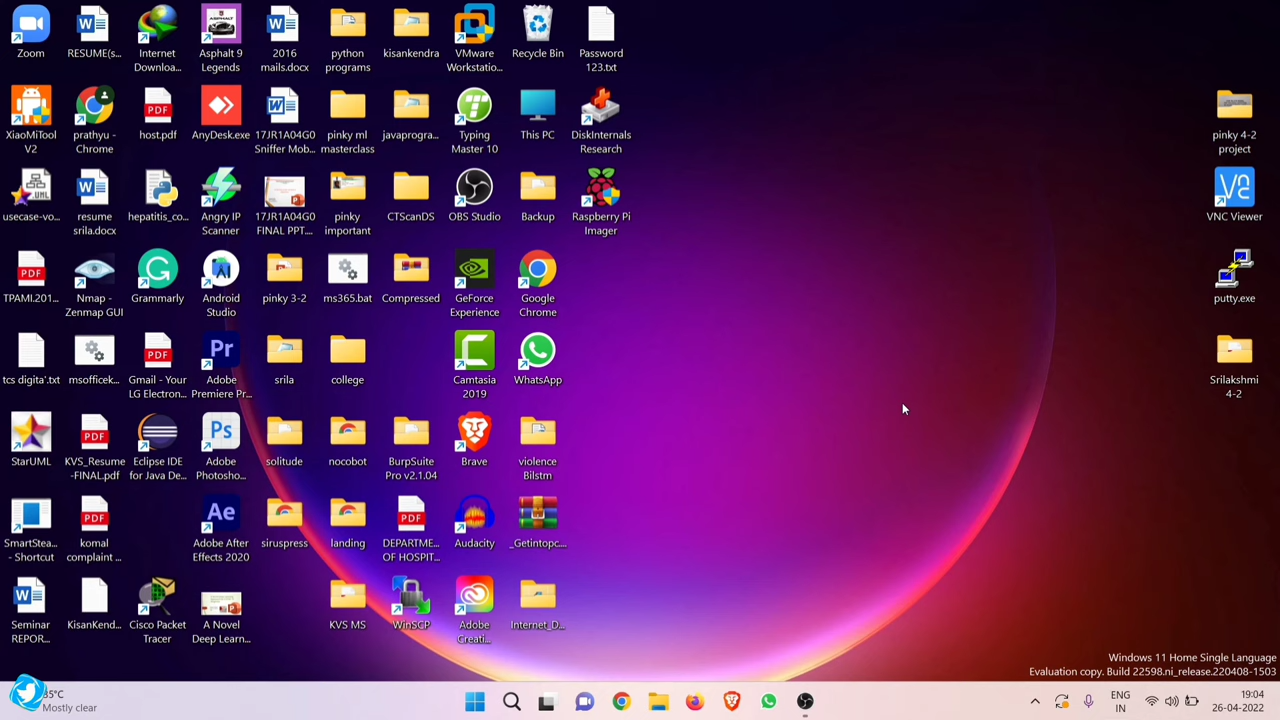 Zoom
RESUME(s...
Internet
Downloa...
Asphalt 9
Legends
2016
mails.docx
python
programs
kisankendra
VMware
Workstatio...
Recycle Bin
Password
123.txt
XiaoMiTool
V2
prathyu -
Chrome
host.pdf
AnyDesk.exe
17JR1A04G0
Sniffer Mob...
pinky ml
masterclass
javaprogra...
Typing
Master 10
This PC
DiskInternals
Research
pinky 4-2
project
usecase-vo...
resume
srila.docx
hepatitis_co...
Angry IP
Scanner
17JR1A04G0
FINAL PPT....
pinky
important
CTScanDS
OBS Studio
Backup
Raspberry Pi
Imager
VNC Viewer
TPAMI.201...
Nmap -
Zenmap GUI
Grammarly
Android
Studio
pinky 3-2
ms365.bat
Compressed
GeForce
Experience
Google
Chrome
putty.exe
tcs digita`.txt
msofficek...
Gmail - Your
LG Electron...
Adobe
Premiere Pr...
srila
college
Camtasia
2019
WhatsApp
Srilakshmi
4-2
StarUML
KVS_Resume
-FINAL.pdf
Eclipse IDE
for Java De...
Adobe
Photosho...
solitude
nocobot
BurpSuite
Pro v2.1.04
Brave
violence
Bilstm
SmartStea...
- Shortcut
komal
complaint ...
Adobe After
Effects 2020
siruspress
landing
DEPARTME...
OF HOSPIT...
Audacity
_Getintopc....
Seminar
REPOR...
KisanKend...
Cisco Packet
Tracer
A Novel
Deep Learn...
KVS MS
WinSCP
Adobe
Creati...
Internet_D...
Windows 11 Home Single Language
Evaluation copy. Build 22598.ni_release.220408-1503
35°C
Mostly clear
ENG
IN
19:04
26-04-2022